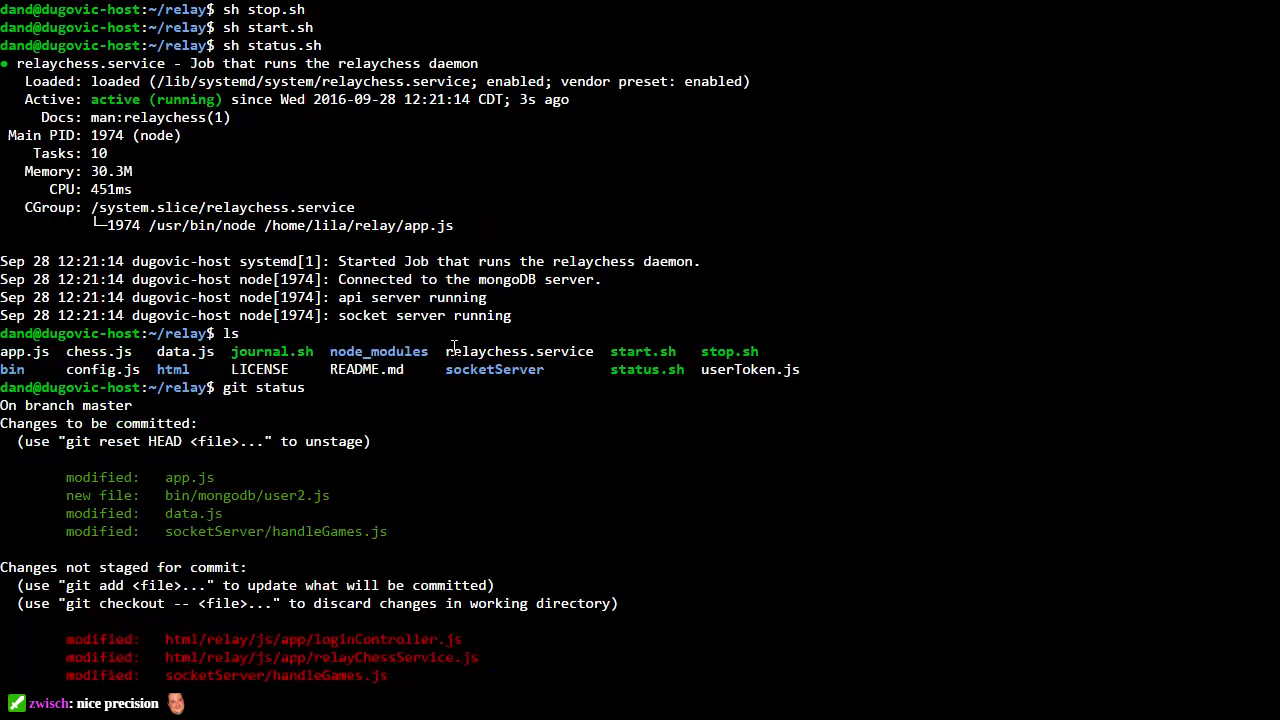 dand@dugovic-host:~/relay$ sh stop.sh
dand@dugovic-host:~/relay$ sh start.sh
dand@dugovic-host:~/relay$ sh status.sh
● relaychess.service - Job that runs the relaychess daemon
Loaded: loaded (/lib/systemd/system/relaychess.service; enabled; vendor preset: enabled)
Active: active (running) since Wed 2016-09-28 12:21:14 CDT; 3s ago
Docs: man:relaychess(1)
Main PID: 1974 (node)
Tasks: 10
Memory: 30.3M
CPU: 451ms
CGroup: /system.slice/relaychess.service
└─1974 /usr/bin/node /home/lila/relay/app.js
Sep 28 12:21:14 dugovic-host systemd[1]: Started Job that runs the relaychess daemon.
Sep 28 12:21:14 dugovic-host node[1974]: Connected to the mongoDB server.
Sep 28 12:21:14 dugovic-host node[1974]: api server running
Sep 28 12:21:14 dugovic-host node[1974]: socket server running
dand@dugovic-host:~/relay$ ls
app.js chess.js data.js journal.sh node_modules relaychess.service start.sh stop.sh
bin config.js html LICENSE README.md socketServer status.sh userToken.js
dand@dugovic-host:~/relay$ git status
On branch master
Changes to be committed:
(use "git reset HEAD <file>..." to unstage)
modified: app.js
new file: bin/mongodb/user2.js
modified: data.js
modified: socketServer/handleGames.js
Changes not staged for commit:
(use "git add <file>..." to update what will be committed)
(use "git checkout -- <file>..." to discard changes in working directory)
modified: html/relay/js/app/loginController.js
modified: html/relay/js/app/relayChessService.js
modified: socketServer/handleGames.js
zwisch: nice precision